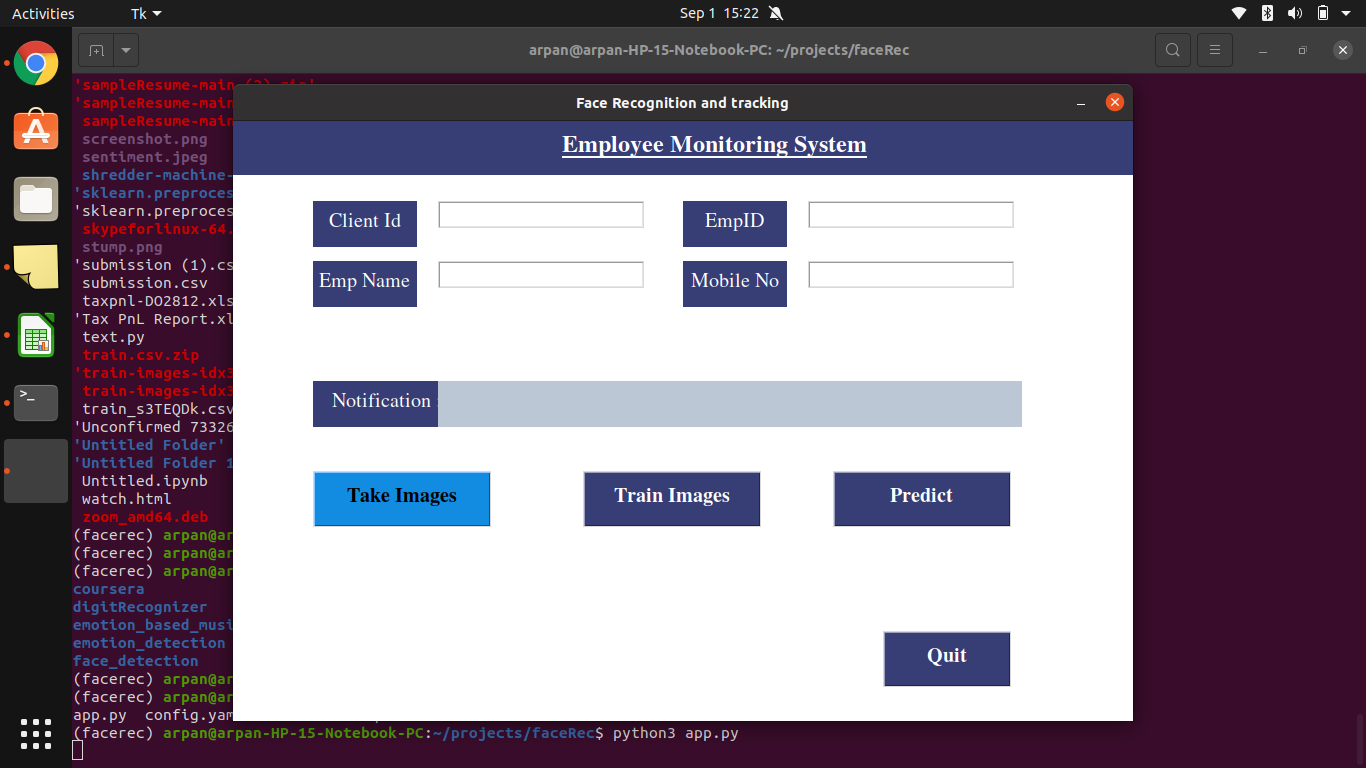 Activities
Tk
Sep 1 15:22
arpan@arpan-HP-15-Notebook-PC: ~/projects/faceRec
'sampleResume-main (2).zip'
'sampleResume-main
sampleResume-main
screenshot.png
sentiment.jpeg
shredder-machine-
'sklearn.preproces
'sklearn.preproces
skypeforlinux-64.
stump.png
'submission (1).cs
submission.csv
taxpnl-DO2812.xls
'Tax PnL Report.xl
text.py
train.csv.zip
'train-images-idx3
train-images-idx3
train_s3TEQDk.csv
'Unconfirmed 73326
'Untitled Folder'
'Untitled Folder 1
Untitled.ipynb
watch.html
zoom_amd64.deb
(facerec) arpan@ar
(facerec) arpan@ar
(facerec) arpan@ar
coursera
digitRecognizer
emotion_based_musi
emotion_detection
face_detection
(facerec) arpan@ar
(facerec) arpan@ar
app.py config.yam
(facerec) arpan@arpan-HP-15-Notebook-PC:~/projects/faceRec$ python3 app.py
Face Recognition and tracking
Employee Monitoring System
Client Id
EmpID
Emp Name
Mobile No
Notification :
Take Images
Train Images
Predict
Quit